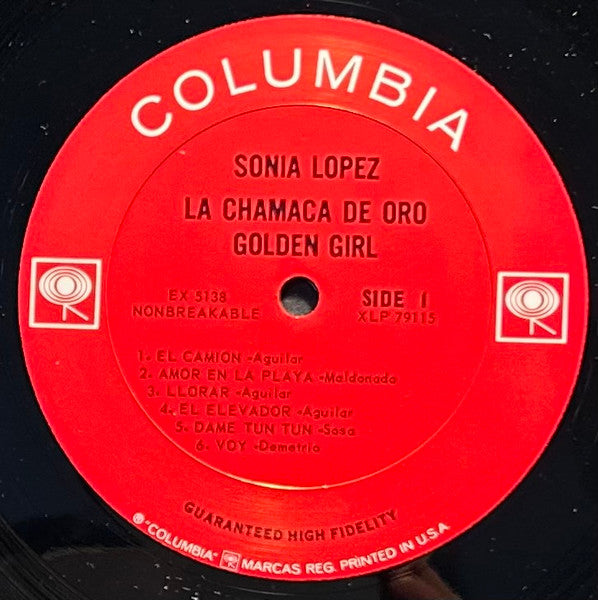 COLUMBIA
SONIA LOPEZ
LA CHAMACA DE ORO
GOLDEN GIRL
EX 5138
NONBREAKABLE
SIDE 1
XLP 79115
1. EL CAMION -Aguilar
2. AMOR EN LA PLAYA -Maldonado
3. LLORAR -Aguilar
4. EL ELEVADOR -Aguilar
5. DAME TUN TUN -Sosa
6. VOY -Demetrio
GUARANTEED HIGH FIDELITY
® "COLUMBIA" MARCAS REG. PRINTED IN U.S.A.